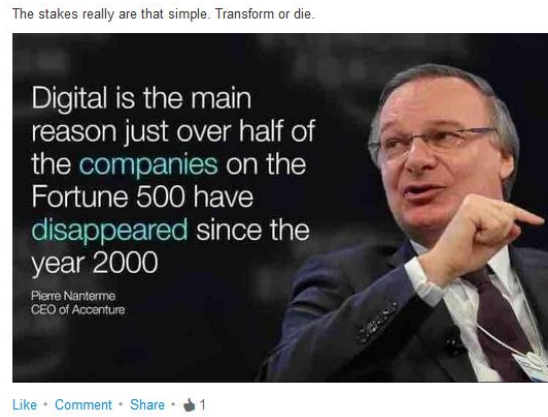 The stakes really are that simple. Transform or die.
Digital is the main
reason just over half of
the companies on the
Fortune 500 have
disappeared since the
year 2000
Pierre Nanterme
CEO of Accenture
Like • Comment • Share • 1